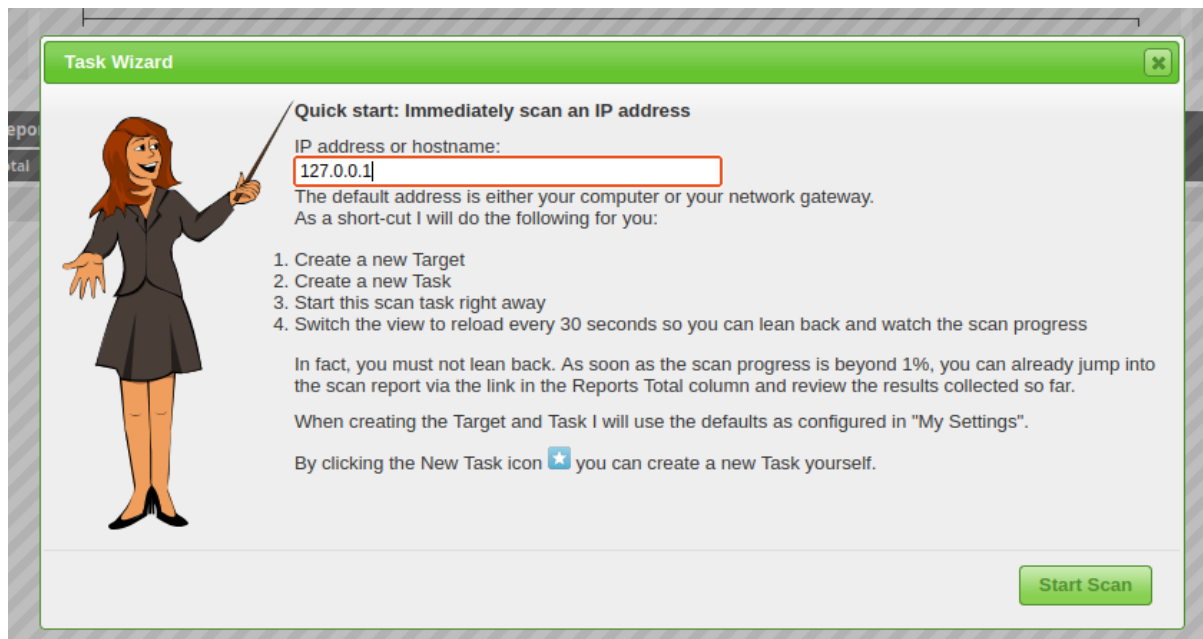 Task Wizard
Quick start: Immediately scan an IP address
IP address or hostname:
127.0.0.1
The default address is either your computer or your network gateway.
As a short-cut I will do the following for you:
1. Create a new Target
2. Create a new Task
3. Start this scan task right away
4. Switch the view to reload every 30 seconds so you can lean back and watch the scan progress
In fact, you must not lean back. As soon as the scan progress is beyond 1%, you can already jump into
the scan report via the link in the Reports Total column and review the results collected so far.
When creating the Target and Task I will use the defaults as configured in "My Settings".
By clicking the New Task icon you can create a new Task yourself.
Start Scan